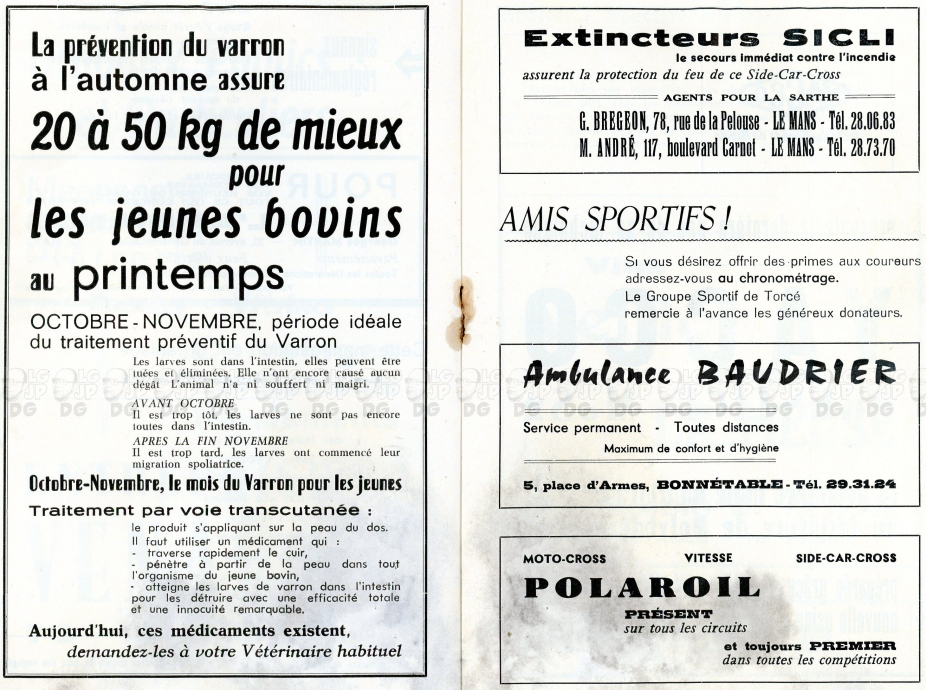 La prévention du varron
à l'automne assure
20 à 50 kg de mieux
pour
les jeunes bovins
au printemps
OCTOBRE - NOVEMBRE, période idéale
du traitement préventif du Varron
Les larves sont dans l'intestin, elles peuvent être
tuées et éliminées. Elle n'ont encore causé aucun
dégât L'animal n'a ni souffert ni maigri.
AVANT OCTOBRE
Il est trop tôt, les larves ne sont pas encore
toutes dans l'intestin.
APRES LA FIN NOVEMBRE
Il est trop tard, les larves ont commencé leur
migration spoliatrice.
Octobre-Novembre, le mois du Varron pour les jeunes
Traitement par voie transcutanée :
le produit s'appliquant sur la peau du dos.
Il faut utiliser un médicament qui :
- traverse rapidement le cuir,
- pénètre à partir de la peau dans tout
l'organisme du jeune bovin,
- atteigne les larves de varron dans l'intestin
pour les détruire avec une efficacité totale
et une innocuité remarquable.
Aujourd'hui, ces médicaments existent,
demandez-les à votre Vétérinaire habituel
Extincteurs SICLI
le secours immédiat contre l'incendie
assurent la protection du feu de ce Side-Car-Cross
AGENTS POUR LA SARTHE
G. BREGEON, 78, rue de la Pelouse - LE MANS - Tél. 28.06.83
M. ANDRÉ, 117, boulevard Carnot - LE MANS - Tél. 28.73.70
AMIS SPORTIFS !
Si vous désirez offrir des primes aux coureurs
adressez-vous au chronométrage.
Le Groupe Sportif de Torcé
remercie à l'avance les généreux donateurs.
Ambulance BAUDRIER
Service permanent - Toutes distances
Maximum de confort et d'hygiène
5, place d'Armes, BONNÉTABLE - Tél. 29.31.24
MOTO-CROSS VITESSE SIDE-CAR-CROSS
POLAROIL
PRÉSENT
sur tous les circuits
et toujours PREMIER
dans toutes les compétitions